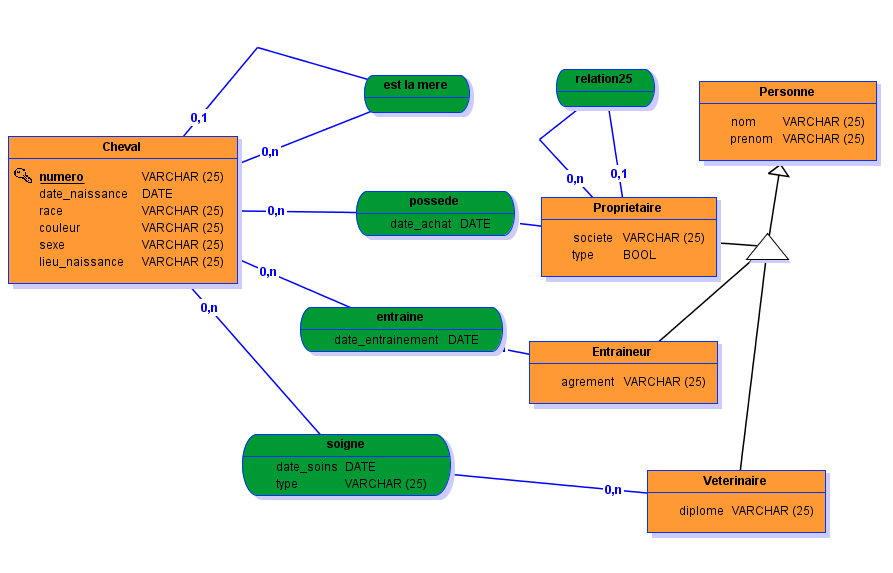 est la mere
0,1
0,n
relation25
0,n
0,1
Personne
nom VARCHAR (25)
prenom VARCHAR (25)
Cheval
numero VARCHAR (25)
date_naissance DATE
race VARCHAR (25)
couleur VARCHAR (25)
sexe VARCHAR (25)
lieu_naissance VARCHAR (25)
0,n
possede
date_achat DATE
Proprietaire
societe VARCHAR (25)
type BOOL
0,n
entraine
date_entrainement DATE
Entraineur
agrement VARCHAR (25)
0,n
soigne
date_soins DATE
type VARCHAR (25)
0,n
Veterinaire
diplome VARCHAR (25)